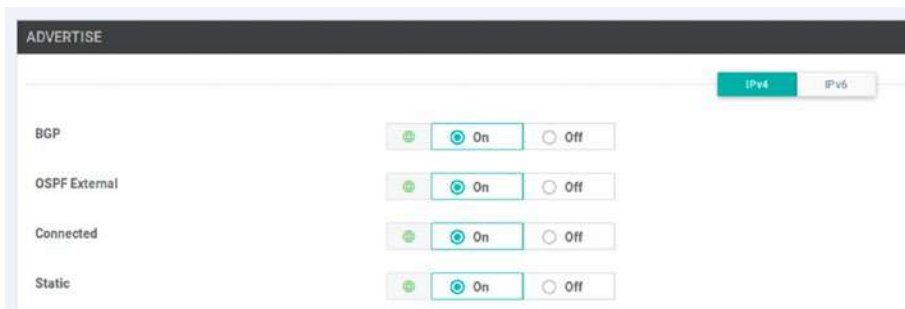 ADVERTISE
IPv4 IPv6
BGP On Off
OSPF External On Off
Connected On Off
Static On Off